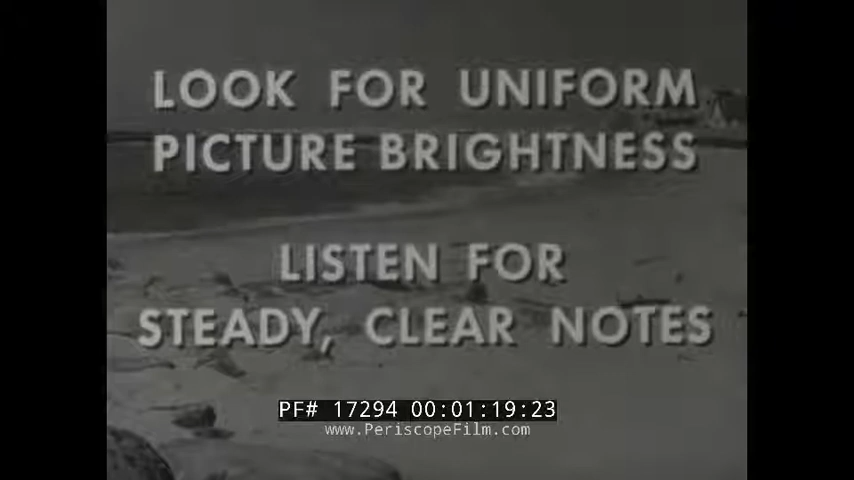 LOOK FOR UNIFORM
PICTURE BRIGHTNESS
LISTEN FOR
STEADY, CLEAR NOTES
PF# 17294 00:01:19:23
www.PeriscopeFilm.com